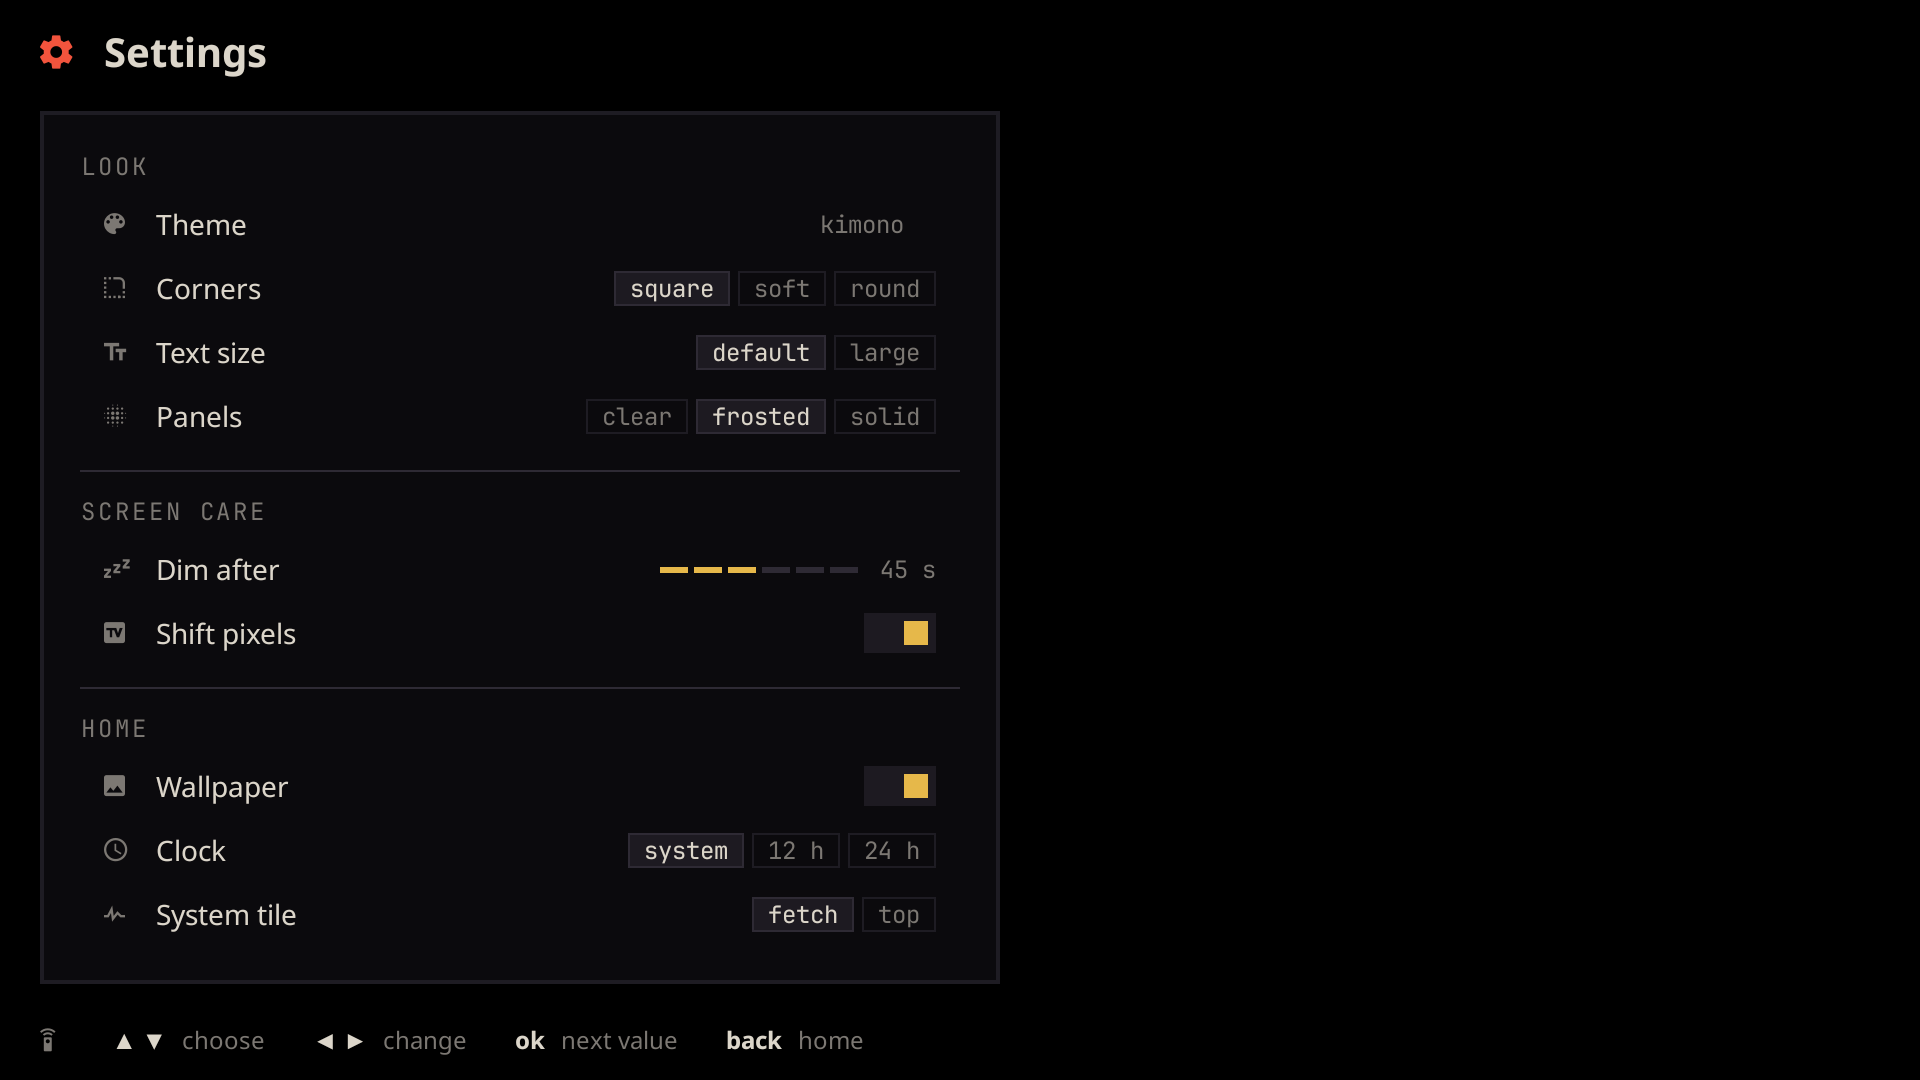 Settings
LOOK
Theme kimono
Corners square soft round
Text size default large
Panels clear frosted solid
SCREEN CARE
Dim after 45 s
Shift pixels
HOME
Wallpaper
Clock system 12 h 24 h
System tile fetch top
▲ ▼ choose ◀ ▶ change ok next value back home